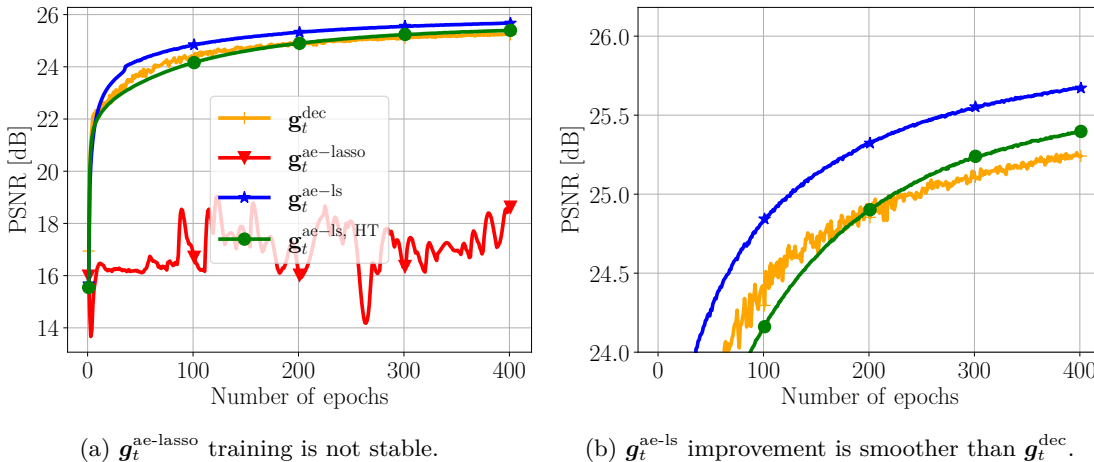 26
24
22
20
18
16
14
PSNR [dB]
0 100 200 300 400
Number of epochs
g_t^dec
g_t^ae−lasso
g_t^ae−ls
g_t^ae−ls, HT
(a) g_t^ae-lasso training is not stable.
26.0
25.5
25.0
24.5
24.0
PSNR [dB]
0 100 200 300 400
Number of epochs
(b) g_t^ae-ls improvement is smoother than g_t^dec.